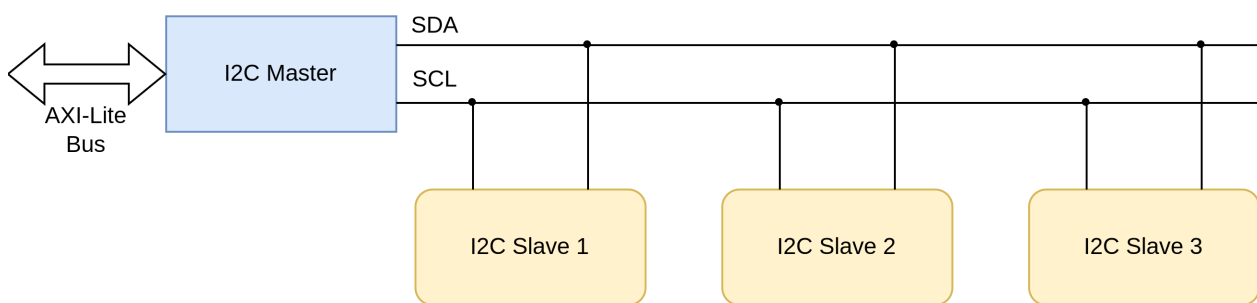 SDA
I2C Master
SCL
AXI-Lite
Bus
I2C Slave 1
I2C Slave 2
I2C Slave 3